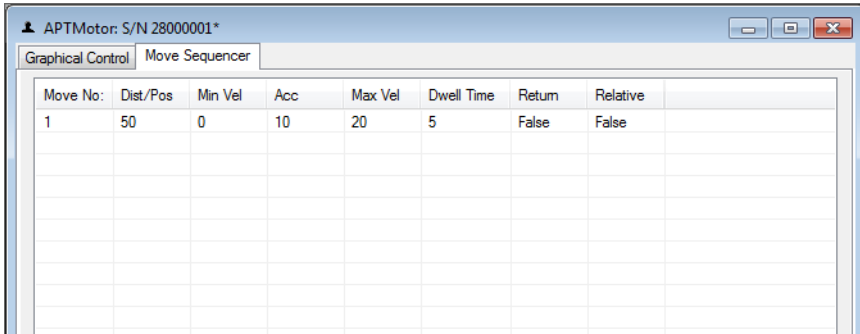 APTMotor: S/N 28000001*
Graphical Control Move Sequencer
Move No: Dist/Pos Min Vel Acc Max Vel Dwell Time Return Relative
1 50 0 10 20 5 False False